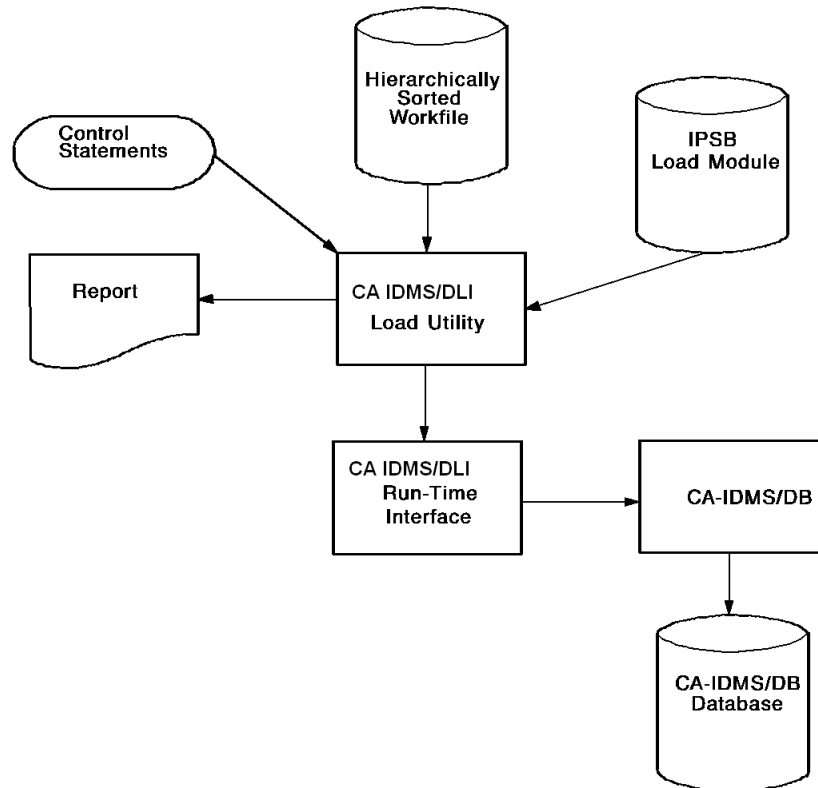 Hierarchically
Sorted
Workfile
IPSB
Load Module
Control
Statements
Report
CA IDMS/DLI
Load Utility
CA IDMS/DLI
Run-Time
Interface
CA-IDMS/DB
CA-IDMS/DB
Database